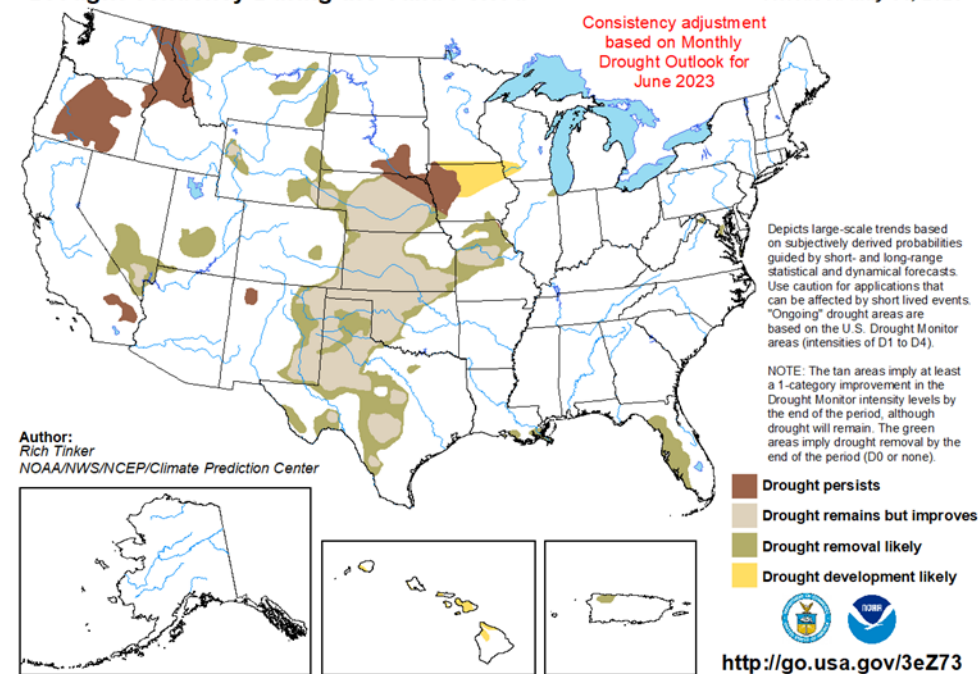 Consistency adjustment
based on Monthly
Drought Outlook for
June 2023
Depicts large-scale trends based
on subjectively derived probabilities
guided by short- and long-range
statistical and dynamical forecasts.
Use caution for applications that
can be affected by short lived events.
"Ongoing" drought areas are
based on the U.S. Drought Monitor
areas (intensities of D1 to D4).
NOTE: The tan areas imply at least
a 1-category improvement in the
Drought Monitor intensity levels by
the end of the period, although
drought will remain. The green
areas imply drought removal by the
end of the period (D0 or none).
Author:
Rich Tinker
NOAA/NWS/NCEP/Climate Prediction Center
Drought persists
Drought remains but improves
Drought removal likely
Drought development likely
NOAA
http://go.usa.gov/3eZ73